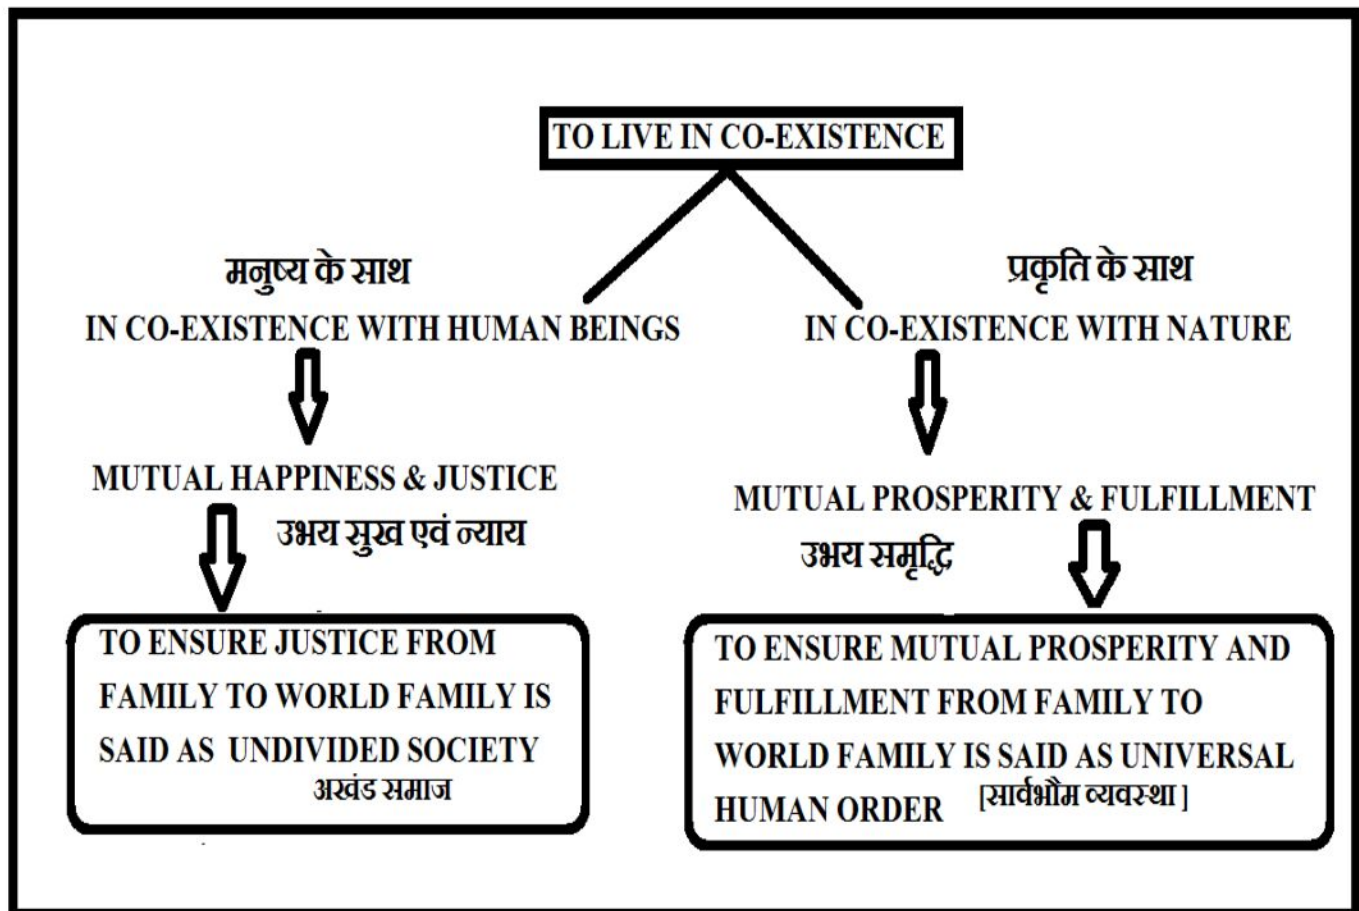 TO LIVE IN CO-EXISTENCE
मनुष्य के साथ
IN CO-EXISTENCE WITH HUMAN BEINGS
MUTUAL HAPPINESS & JUSTICE
उभय सुख एवं न्याय
TO ENSURE JUSTICE FROM
FAMILY TO WORLD FAMILY IS
SAID AS UNDIVIDED SOCIETY
अखंड समाज
प्रकृति के साथ
IN CO-EXISTENCE WITH NATURE
MUTUAL PROSPERITY & FULFILLMENT
उभय समृद्धि
TO ENSURE MUTUAL PROSPERITY AND
FULFILLMENT FROM FAMILY TO
WORLD FAMILY IS SAID AS UNIVERSAL
HUMAN ORDER [सार्वभौम व्यवस्था ]